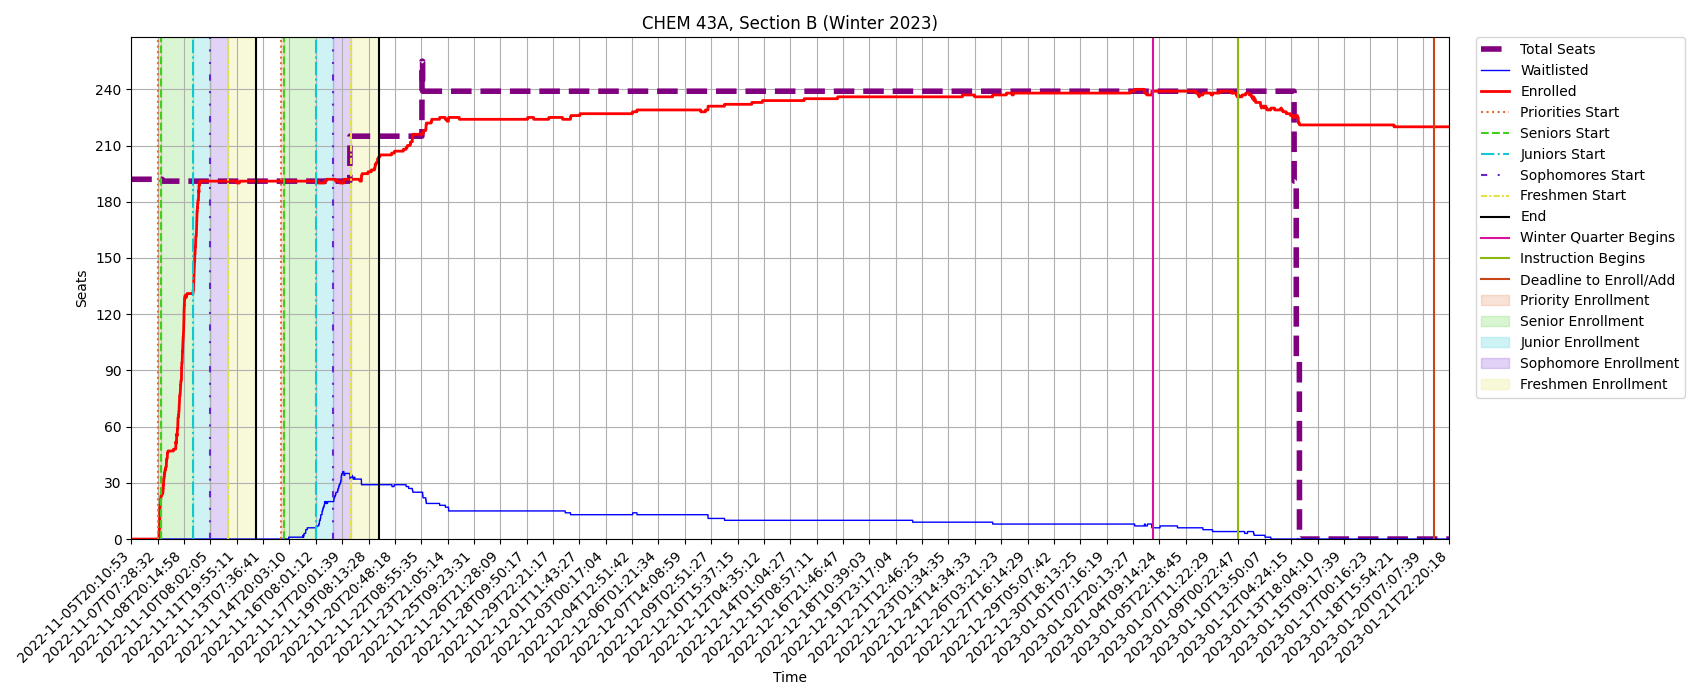 CHEM 43A, Section B (Winter 2023)
Seats
240
210
180
150
120
90
60
30
0
2022-11-05T20:10:53
2022-11-07T07:28:32
2022-11-08T20:14:58
2022-11-10T08:02:05
2022-11-11T19:55:11
2022-11-13T07:36:41
2022-11-14T20:03:10
2022-11-16T08:01:12
2022-11-17T20:01:39
2022-11-19T08:13:28
2022-11-20T20:48:18
2022-11-22T08:55:35
2022-11-23T21:05:14
2022-11-25T09:23:31
2022-11-26T21:28:09
2022-11-28T09:50:17
2022-11-29T22:21:17
2022-12-01T11:43:27
2022-12-03T00:17:04
2022-12-04T12:51:42
2022-12-06T01:21:34
2022-12-07T14:08:59
2022-12-09T02:51:27
2022-12-10T15:37:15
2022-12-12T04:35:12
2022-12-14T01:04:27
2022-12-15T08:57:11
2022-12-16T21:46:47
2022-12-18T10:39:03
2022-12-19T23:17:04
2022-12-21T12:46:25
2022-12-23T01:34:35
2022-12-24T14:34:35
2022-12-26T03:21:23
2022-12-27T16:14:29
2022-12-29T05:07:42
2022-12-30T18:13:25
2023-01-01T07:16:19
2023-01-02T20:13:27
2023-01-04T09:14:24
2023-01-05T22:18:45
2023-01-07T11:22:29
2023-01-09T00:22:47
2023-01-10T13:50:07
2023-01-12T04:24:15
2023-01-13T18:04:10
2023-01-15T09:17:39
2023-01-17T00:16:23
2023-01-18T15:54:21
2023-01-20T07:07:39
2023-01-21T22:20:18
Time
Total Seats
Waitlisted
Enrolled
Priorities Start
Seniors Start
Juniors Start
Sophomores Start
Freshmen Start
End
Winter Quarter Begins
Instruction Begins
Deadline to Enroll/Add
Priority Enrollment
Senior Enrollment
Junior Enrollment
Sophomore Enrollment
Freshmen Enrollment